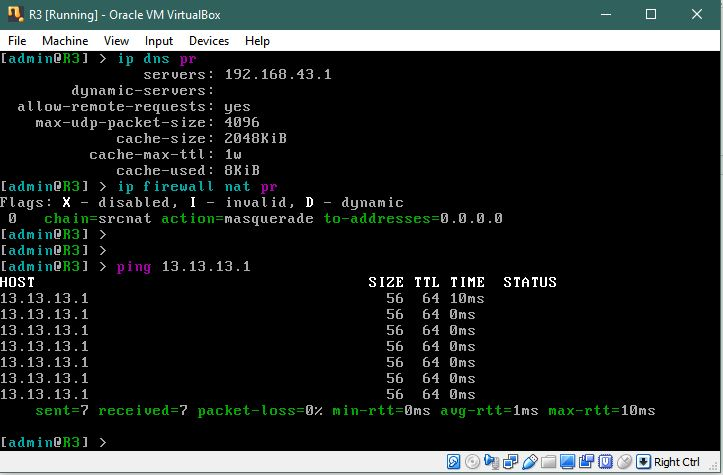 R3 [Running] - Oracle VM VirtualBox
File Machine View Input Devices Help
[admin@R3] > ip dns pr
servers: 192.168.43.1
dynamic-servers:
allow-remote-requests: yes
max-udp-packet-size: 4096
cache-size: 2048KiB
cache-max-ttl: 1w
cache-used: 8KiB
[admin@R3] > ip firewall nat pr
Flags: X - disabled, I - invalid, D - dynamic
0 chain=srcnat action=masquerade to-addresses=0.0.0.0
[admin@R3] >
[admin@R3] >
[admin@R3] > ping 13.13.13.1
HOST SIZE TTL TIME STATUS
13.13.13.1 56 64 10ms
13.13.13.1 56 64 0ms
13.13.13.1 56 64 0ms
13.13.13.1 56 64 0ms
13.13.13.1 56 64 0ms
13.13.13.1 56 64 0ms
13.13.13.1 56 64 0ms
sent=7 received=7 packet-loss=0% min-rtt=0ms avg-rtt=1ms max-rtt=10ms
[admin@R3] >
Right Ctrl